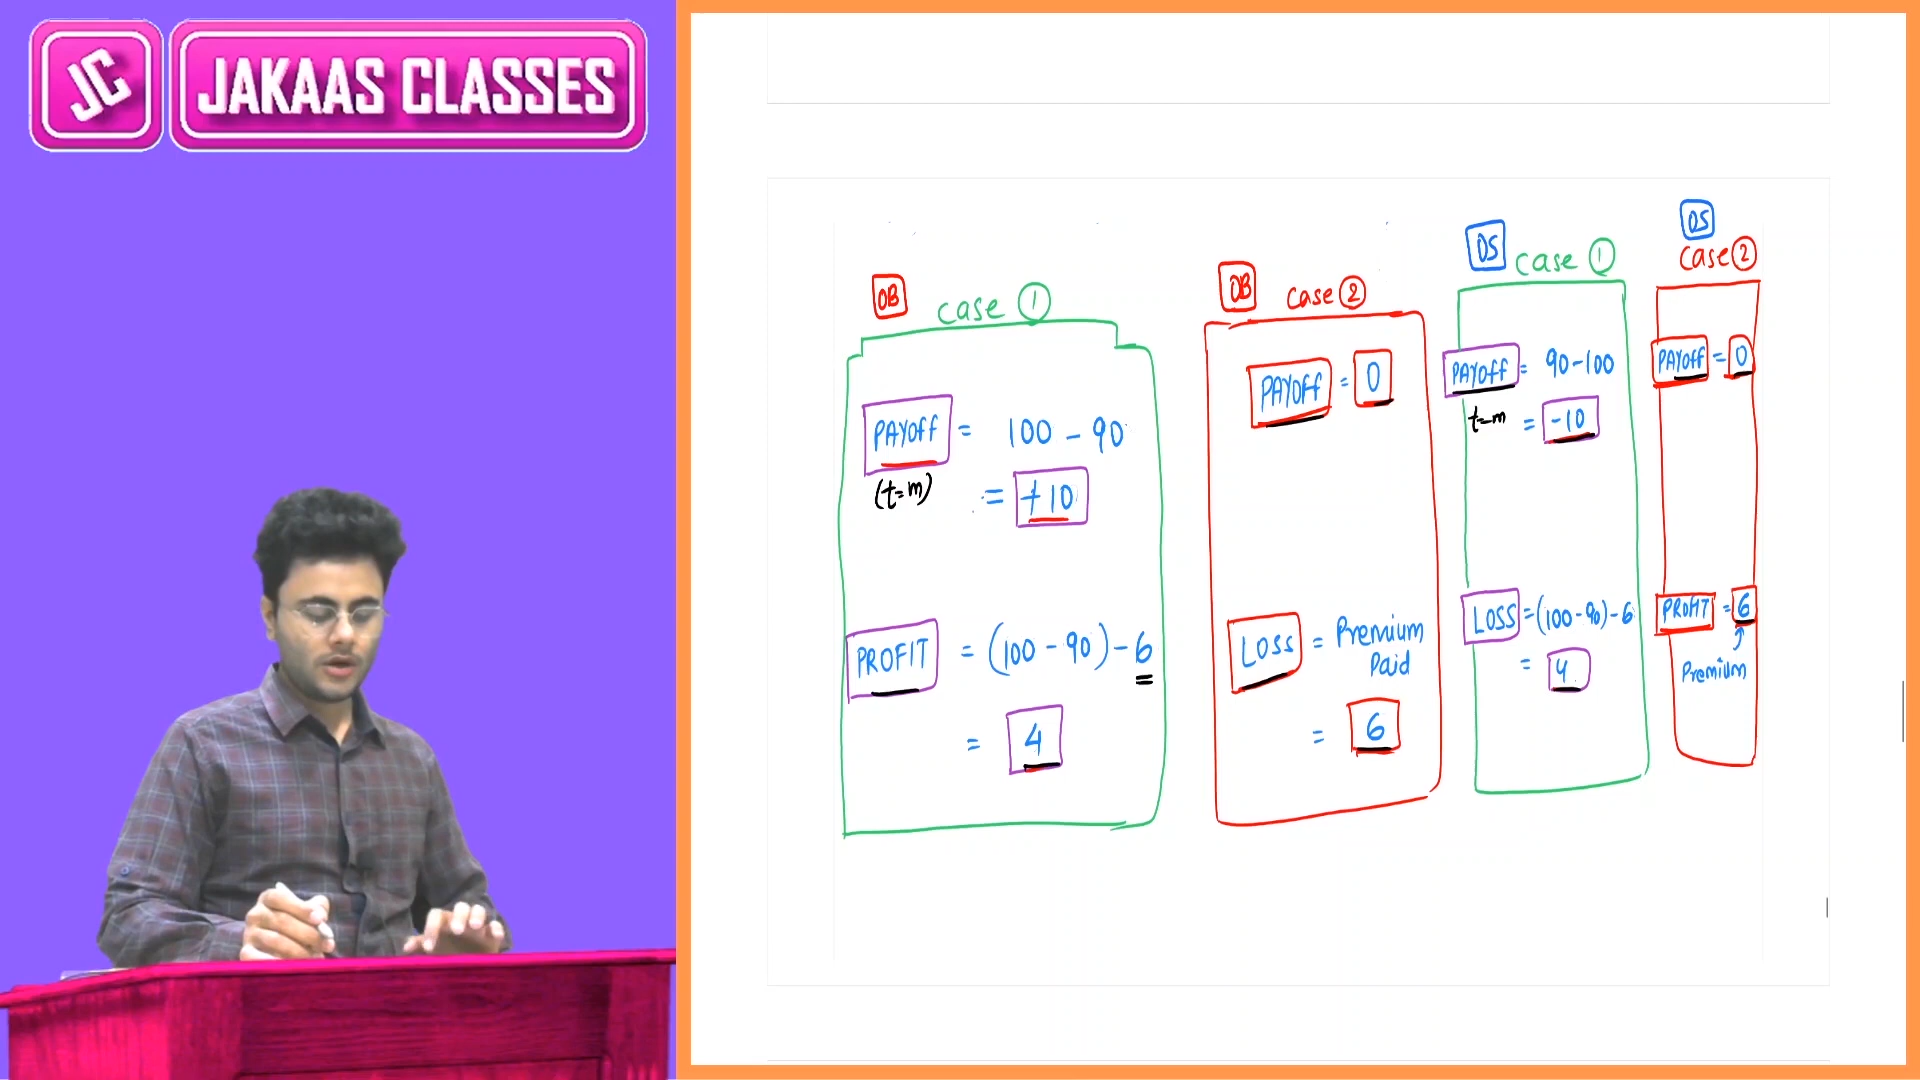 JC JAKAAS CLASSES
OB case ①
PAYOFF = 100 - 90
(t=m) = +10
PROFIT = (100 - 90) - 6
= 4
OB case ②
PAYOFF = 0
LOSS = Premium
Paid
= 6
OS case ①
PAYOFF = 90-100
t=m = -10
LOSS = (100-90)-6
= 4
OS
case ②
PAYOFF = 0
PROFIT = 6
↑
Premium